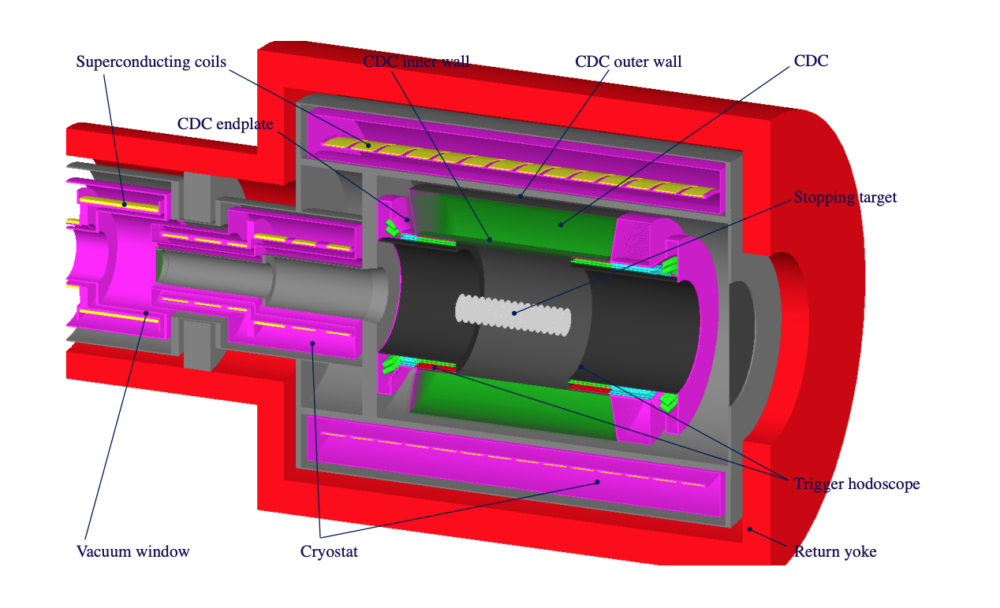 Superconducting coils
CDC inner wall
CDC outer wall
CDC
CDC endplate
Stopping target
Trigger hodoscope
Vacuum window
Cryostat
Return yoke